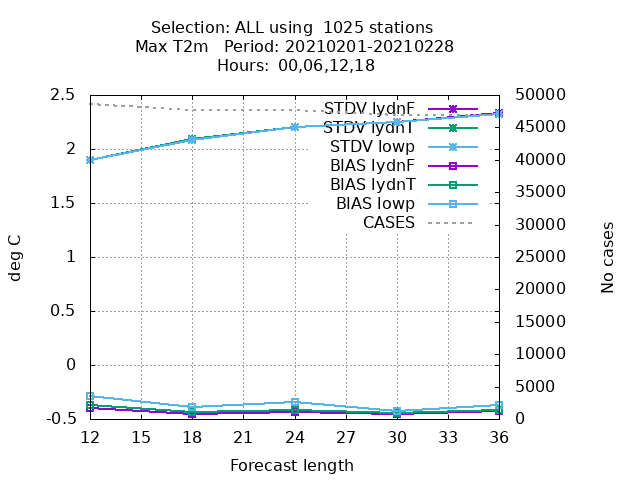 Selection: ALL using  1025 stations
Max T2m   Period: 20210201-20210228
Hours:  00,06,12,18
2.5
2
1.5
1
0.5
0
-0.5
deg C
STDV lydnF
STDV lydnT
STDV lowp
BIAS lydnF
BIAS lydnT
BIAS lowp
CASES
50000
45000
40000
35000
30000
25000
20000
15000
10000
5000
0
No cases
12 15 18 21 24 27 30 33 36
Forecast length